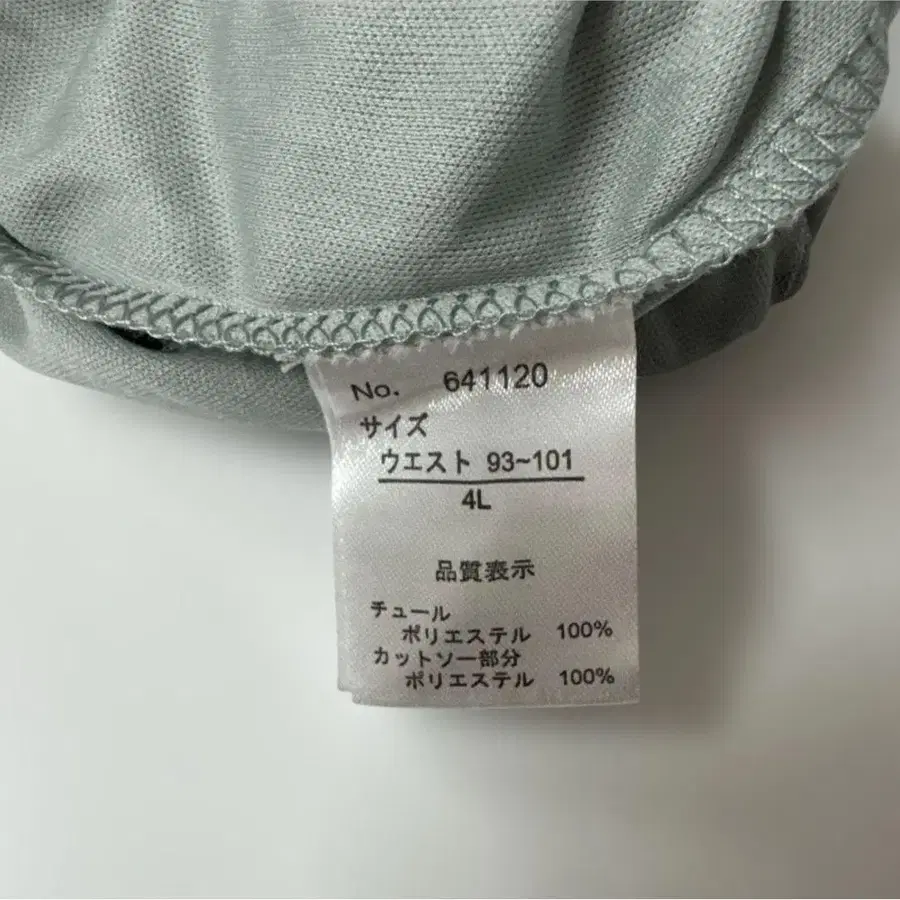 No. 641120
サイズ
ウエスト 93~101
4L
品質表示
チュール
ポリエステル 100%
カットソー部分
ポリエステル 100%